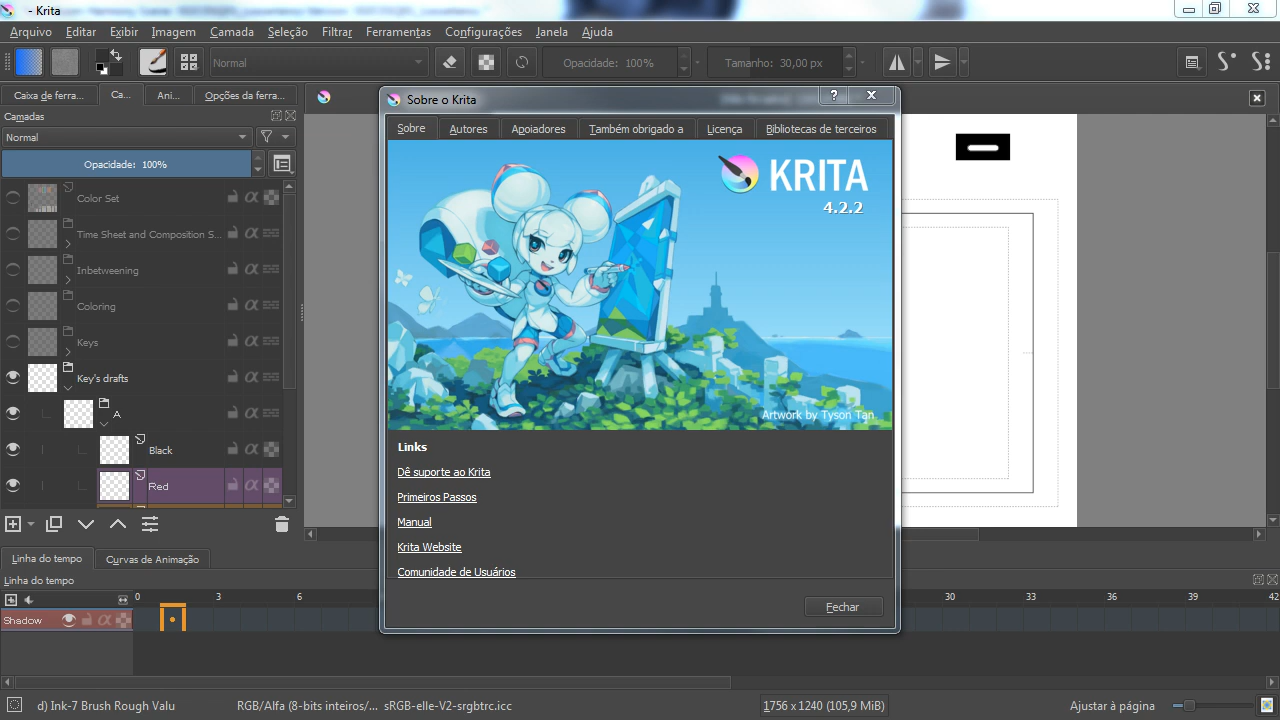 - Krita
Arquivo Editar Exibir Imagem Camada Seleção Filtrar Ferramentas Configurações Janela Ajuda
Normal
Opacidade: 100%
Tamanho: 30,00 px
Caixa de ferra... Ca... Ani... Opções da ferra...
Camadas
Normal
Opacidade: 100%
Color Set
Time Sheet and Composition S...
Inbetweening
Coloring
Keys
Key's drafts
A
Black
Red
Sobre o Krita
Sobre Autores Apoiadores Também obrigado a Licença Bibliotecas de terceiros
KRITA
4.2.2
Artwork by Tyson Tan
Links
Dê suporte ao Krita
Primeiros Passos
Manual
Krita Website
Comunidade de Usuários
Fechar
Linha do tempo Curvas de Animação
Linha do tempo
0 3 6 30 33 36 39 42
Shadow
d) Ink-7 Brush Rough Valu
RGB/Alfa (8-bits inteiros/... sRGB-elle-V2-srgbtrc.icc
1756 x 1240 (105,9 MiB)
Ajustar à página